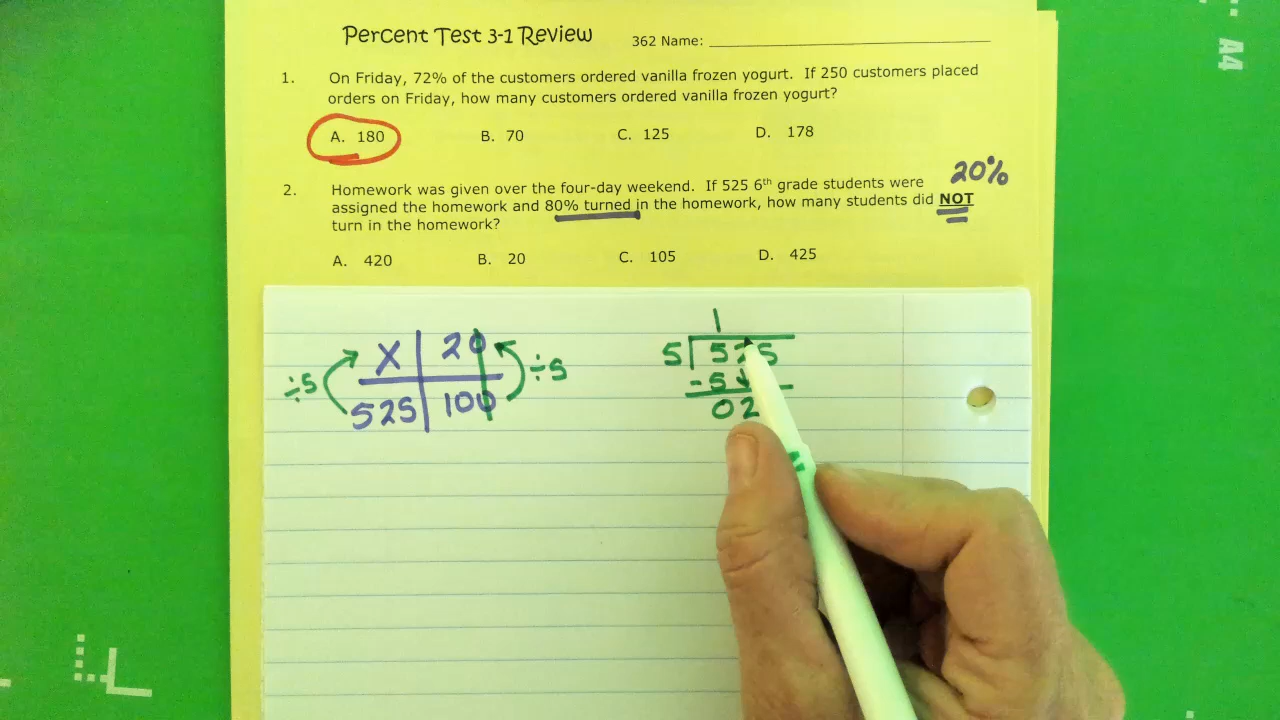 Percent Test 3-1 Review 362 Name:
1. On Friday, 72% of the customers ordered vanilla frozen yogurt. If 250 customers placed
orders on Friday, how many customers ordered vanilla frozen yogurt?
A. 180 B. 70 C. 125 D. 178
20%
2. Homework was given over the four-day weekend. If 525 6th grade students were
assigned the homework and 80% turned in the homework, how many students did NOT
turn in the homework?
A. 420 B. 20 C. 105 D. 425
1
X 20 5 525
÷5 ÷5 -5
525 100 02
A4